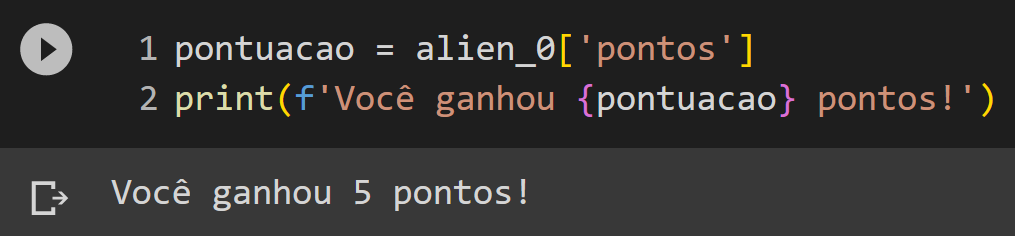 1 pontuacao = alien_0['pontos']
2 print(f'Você ganhou {pontuacao} pontos!')
Você ganhou 5 pontos!